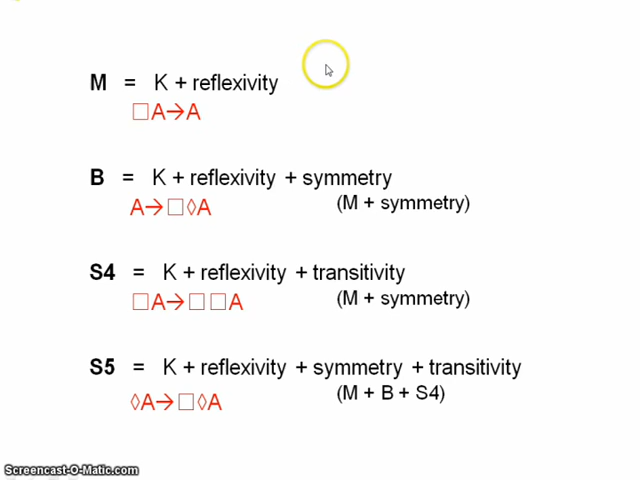 M = K + reflexivity
□A→A
B = K + reflexivity + symmetry
A→□◊A (M + symmetry)
S4 = K + reflexivity + transitivity
□A→□□A (M + symmetry)
S5 = K + reflexivity + symmetry + transitivity
◊A→□◊A (M + B + S4)
Screencast-O-Matic.com